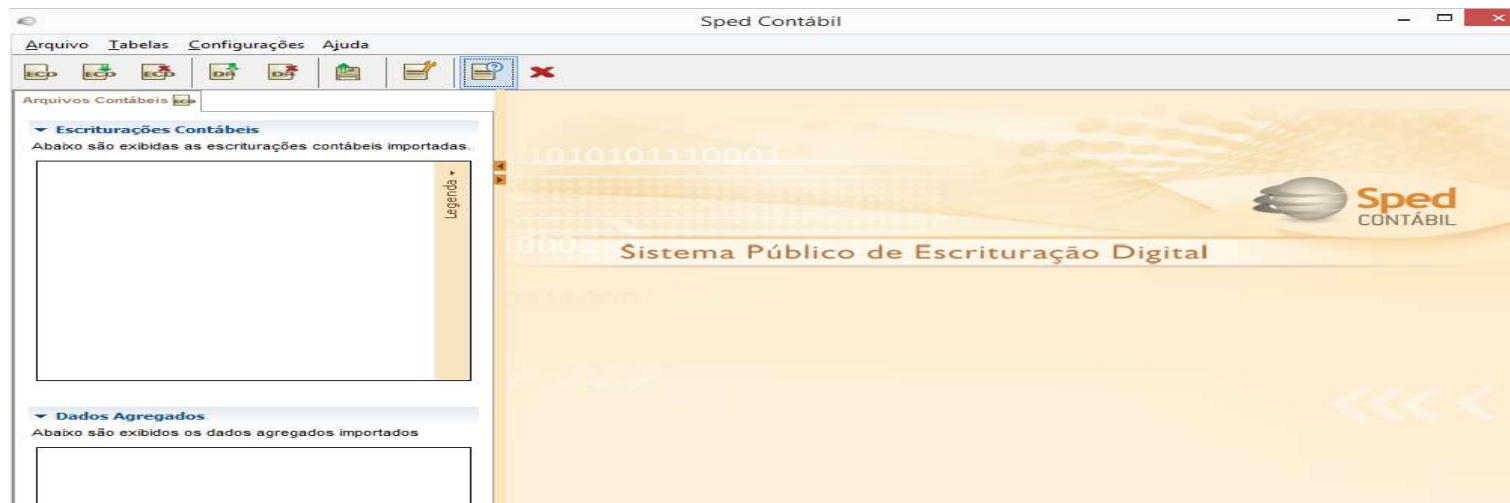 Sped Contábil
Arquivo Tabelas Configurações Ajuda
ECD ECD ECD DA DA
Arquivos Contábeis ECD
Escriturações Contábeis
Abaixo são exibidas as escriturações contábeis importadas.
Legenda
1010101110001
Sped
CONTÁBIL
10001
Sistema Público de Escrituração Digital
Dados Agregados
Abaixo são exibidos os dados agregados importados